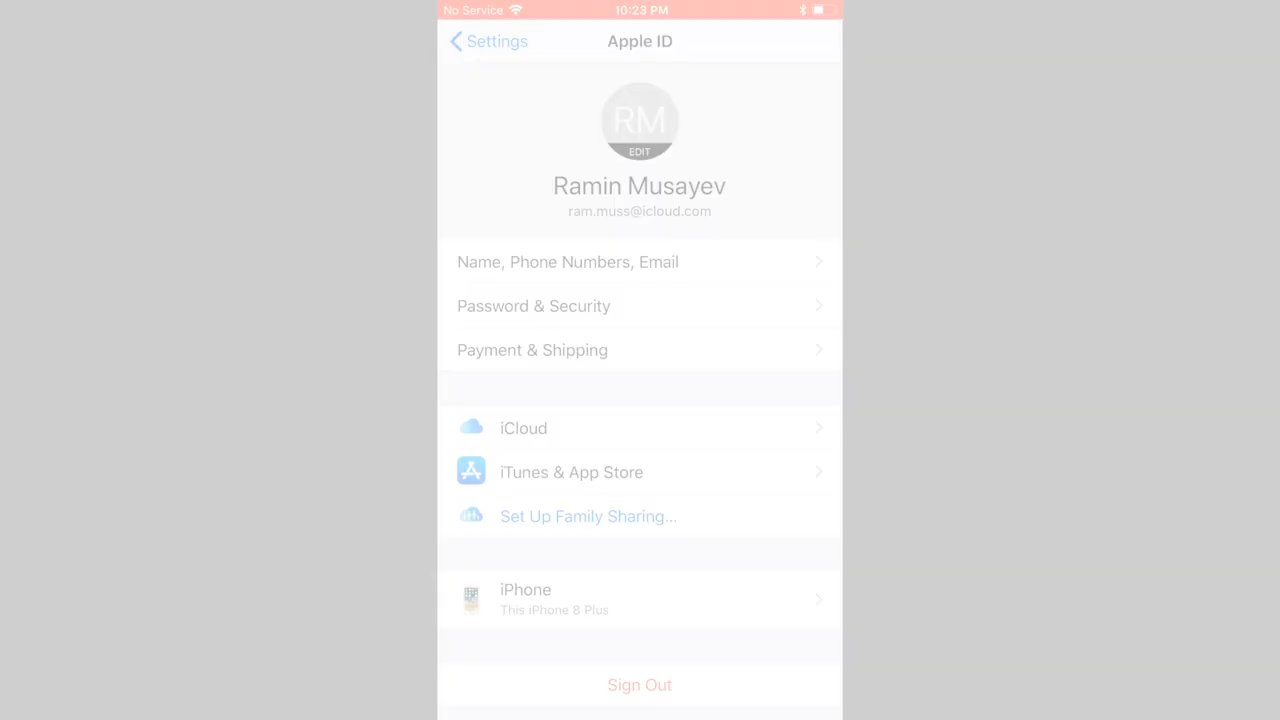 No Service 10:23 PM
Settings Apple ID
RM
EDIT
Ramin Musayev
ram.muss@icloud.com
Name, Phone Numbers, Email
Password & Security
Payment & Shipping
iCloud
iTunes & App Store
Set Up Family Sharing...
iPhone
This iPhone 8 Plus
Sign Out